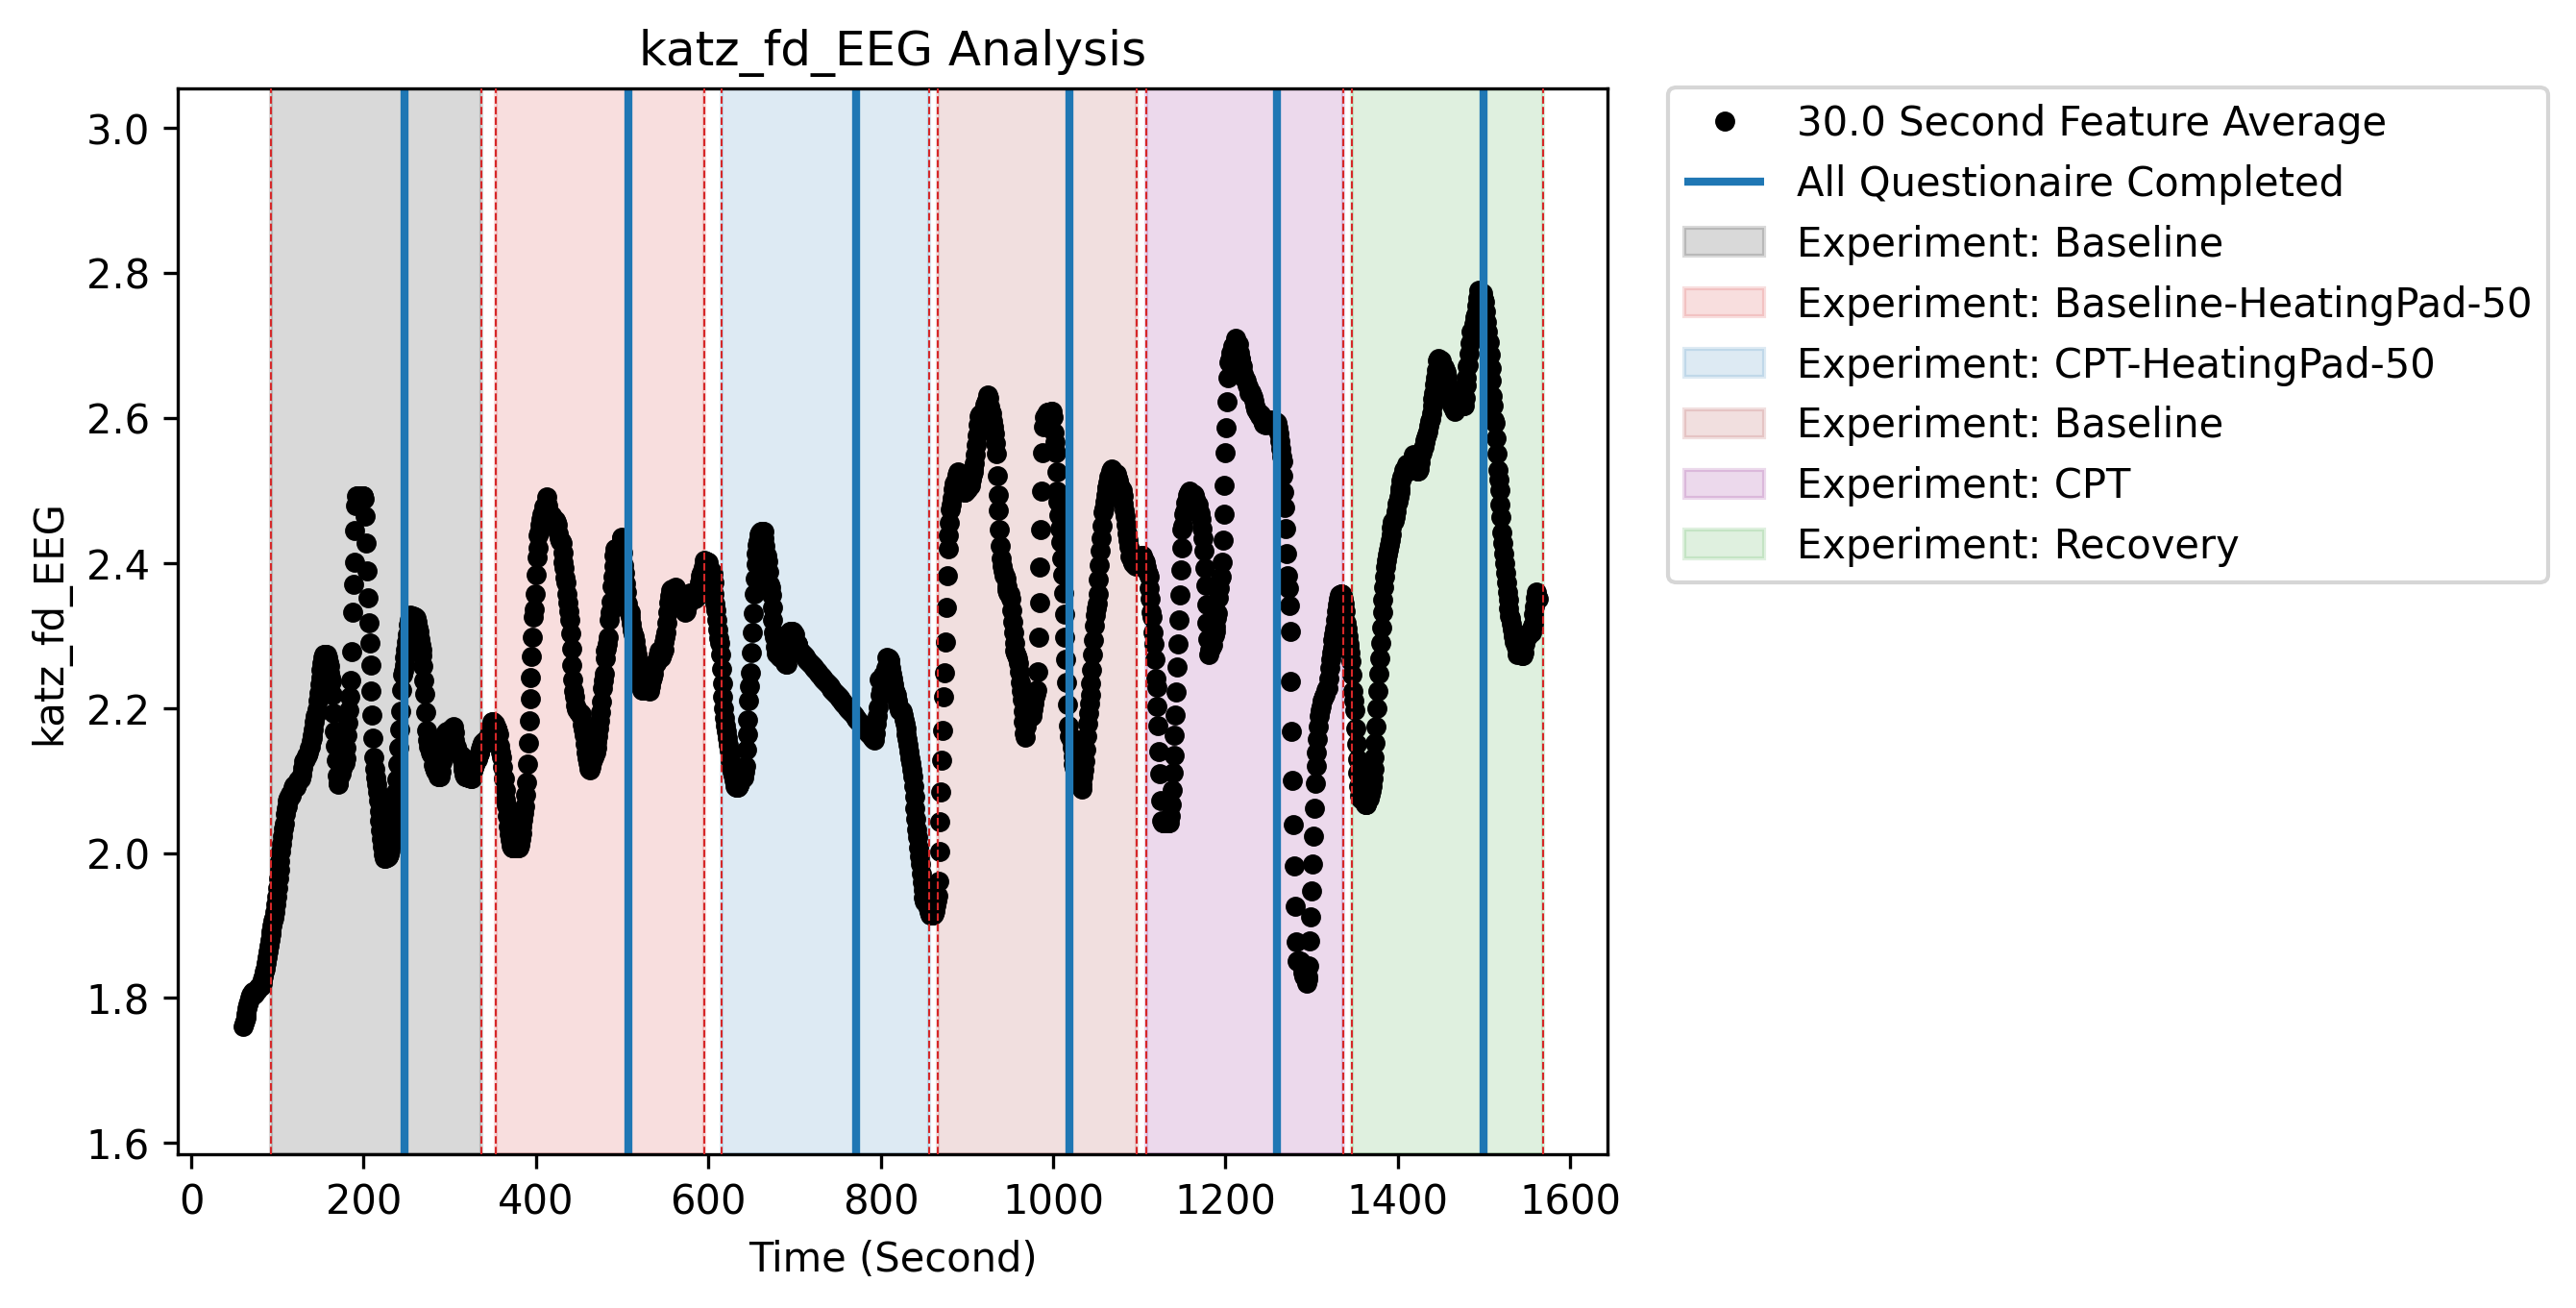 katz_fd_EEG Analysis
katz_fd_EEG
3.0
2.8
2.6
2.4
2.2
2.0
1.8
1.6
0 200 400 600 800 1000 1200 1400 1600
Time (Second)
30.0 Second Feature Average
All Questionaire Completed
Experiment: Baseline
Experiment: Baseline-HeatingPad-50
Experiment: CPT-HeatingPad-50
Experiment: Baseline
Experiment: CPT
Experiment: Recovery